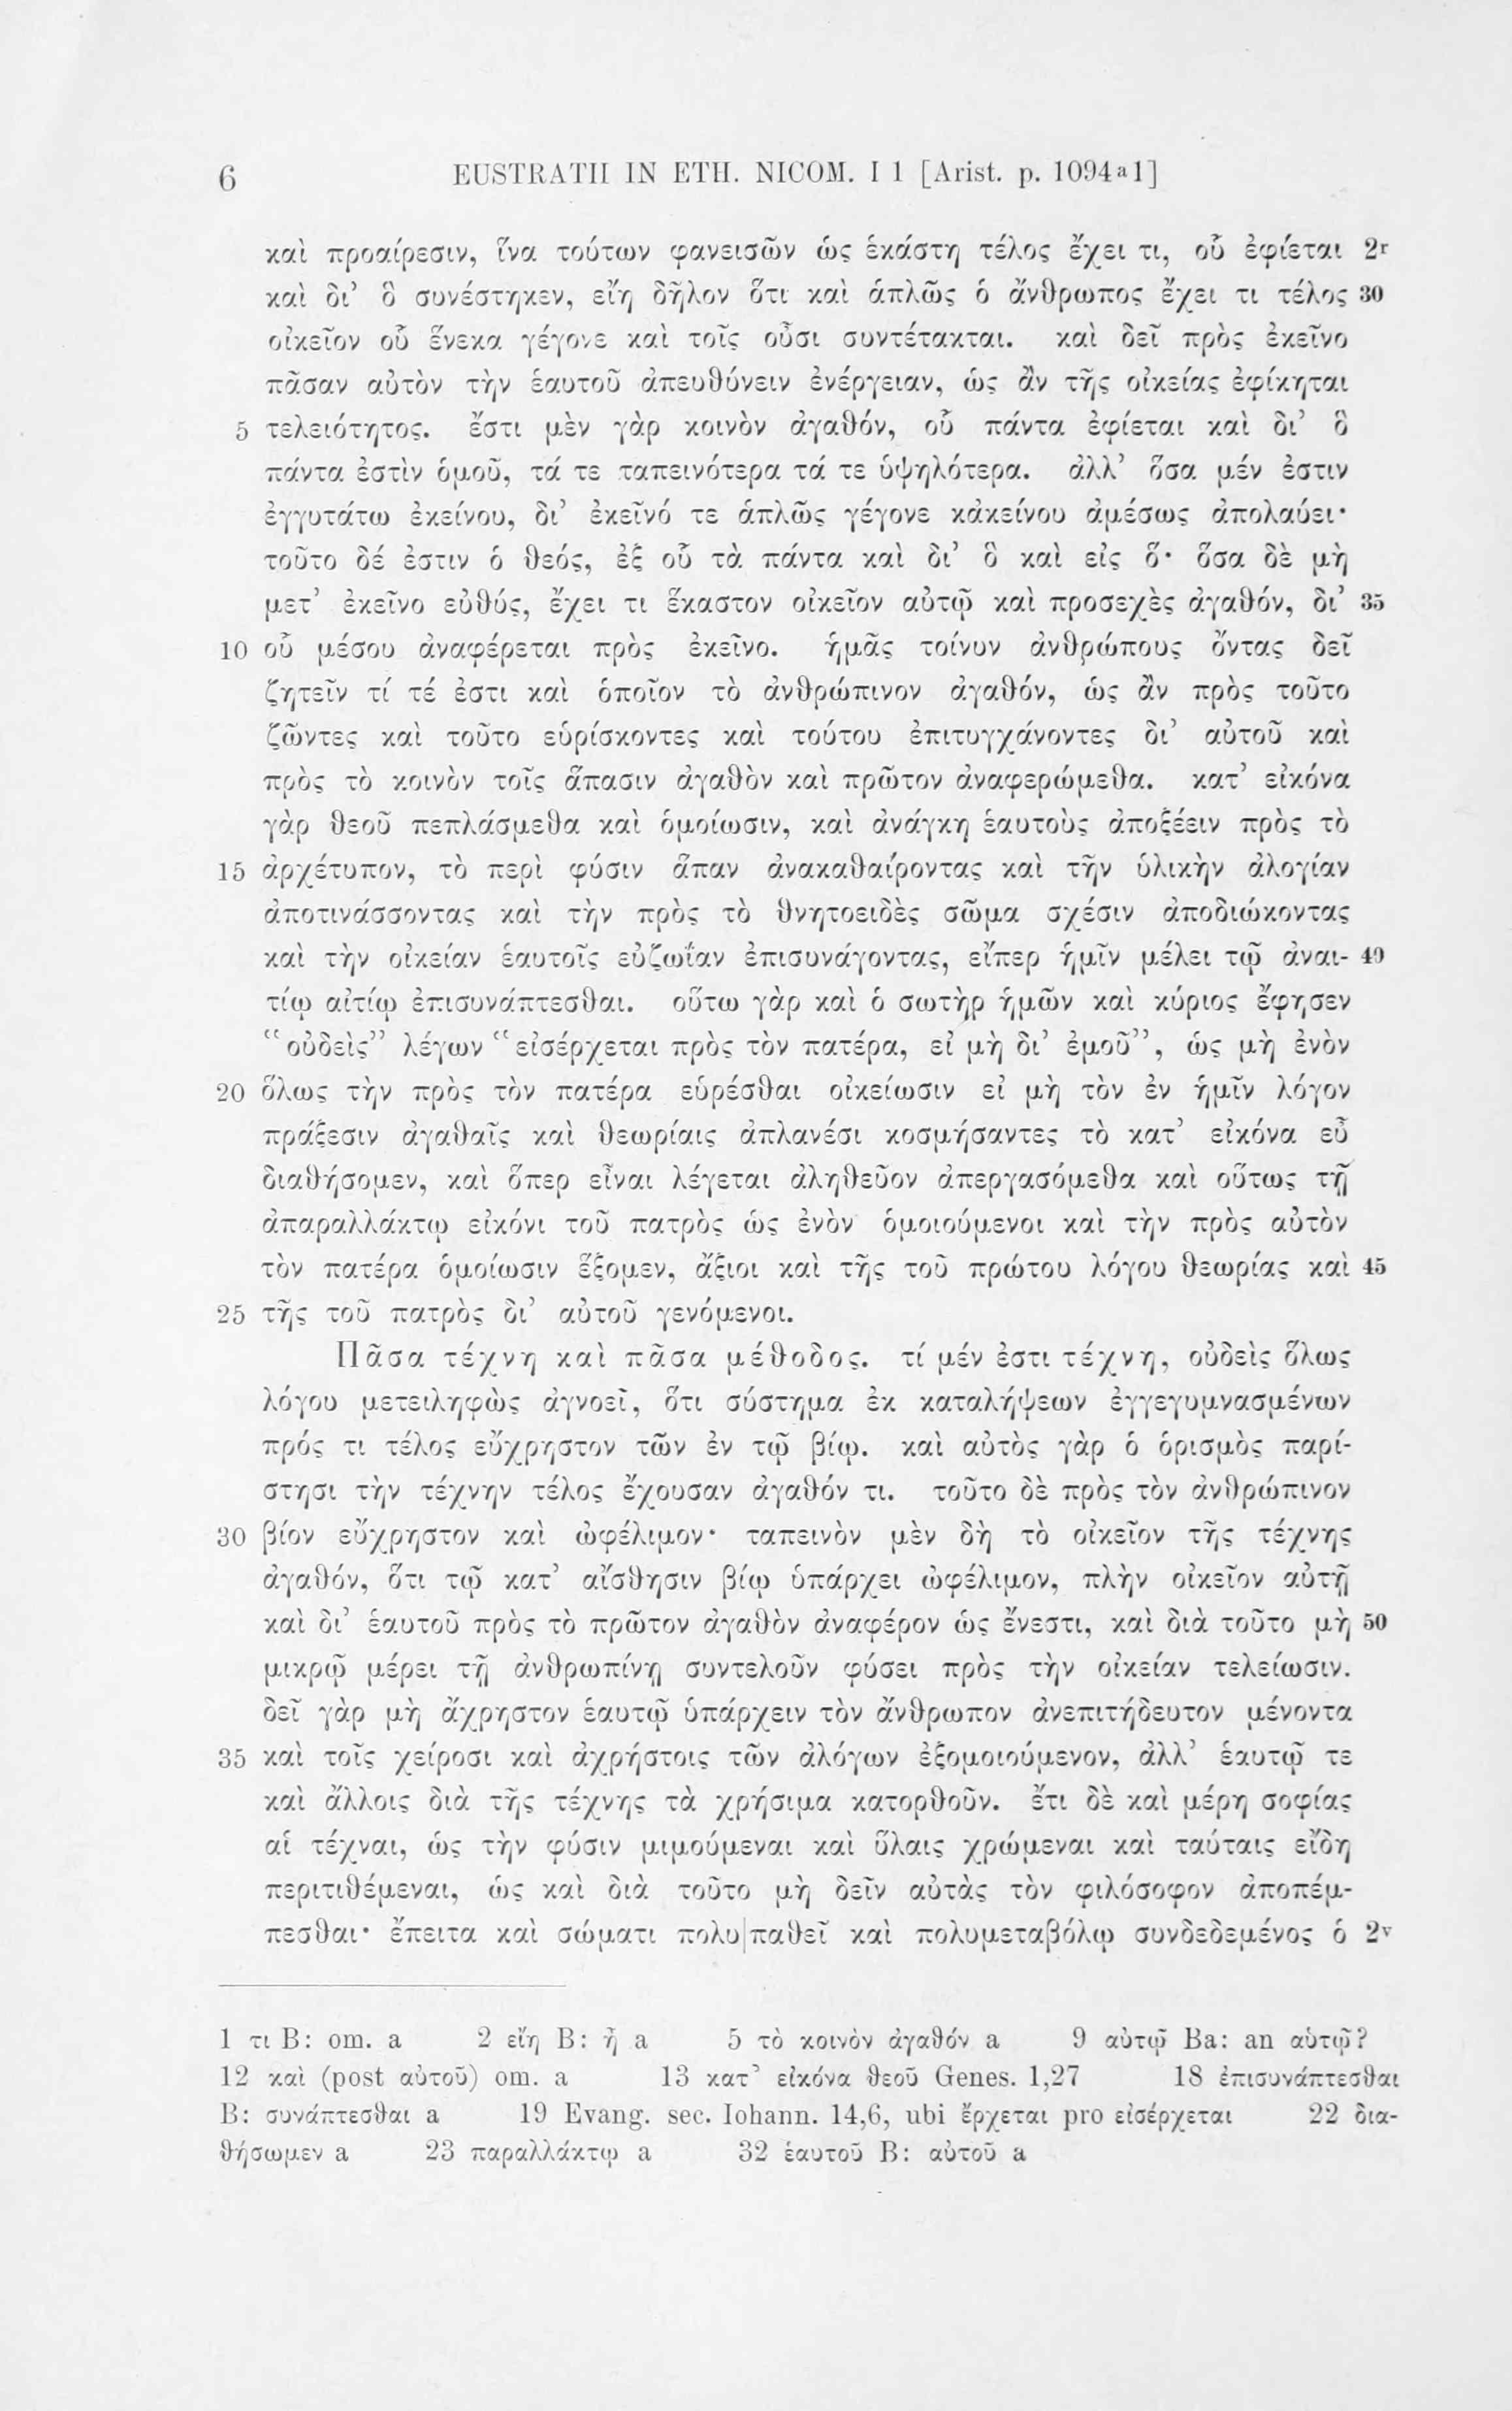 6 EUSTRATII IN ETH. NICOM. I 1 [Arist. p. 1094a1]
καὶ προαίρεσιν, ἵνα τούτων φανεισῶν ὡς ἑκάστη τέλος ἔχει τι, οὗ ἐφίεται 2r
καὶ δι’ ὃ συνέστηκεν, εἴη δῆλον ὅτι καὶ ἁπλῶς ὁ ἄνθρωπος ἔχει τι τέλος 30
οἰκεῖον οὗ ἕνεκα γέγονε καὶ τοῖς οὖσι συντέτακται. καὶ δεῖ πρὸς ἐκεῖνο
πᾶσαν αὐτὸν τὴν ἑαυτοῦ ἀπευθύνειν ἐνέργειαν, ὡς ἂν τῆς οἰκείας ἐφίκηται
5 τελειότητος. ἔστι μὲν γὰρ κοινὸν ἀγαθόν, οὗ πάντα ἐφίεται καὶ δι’ ὃ
πάντα ἐστὶν ὁμοῦ, τά τε ταπεινότερα τά τε ὑψηλότερα. ἀλλ’ ὅσα μέν ἐστιν
ἐγγυτάτω ἐκείνου, δι’ ἐκεῖνό τε ἁπλῶς γέγονε κἀκείνου ἀμέσως ἀπολαύει·
τοῦτο δέ ἐστιν ὁ θεός, ἐξ οὗ τὰ πάντα καὶ δι’ ὃ καὶ εἰς ὅ· ὅσα δὲ μὴ
μετ’ ἐκεῖνο εὐθύς, ἔχει τι ἕκαστον οἰκεῖον αὐτῷ καὶ προσεχὲς ἀγαθόν, δι’ 35
10 οὗ μέσου ἀναφέρεται πρὸς ἐκεῖνο. ἡμᾶς τοίνυν ἀνθρώπους ὄντας δεῖ
ζητεῖν τί τέ ἐστι καὶ ὁποῖον τὸ ἀνθρώπινον ἀγαθόν, ὡς ἂν πρὸς τοῦτο
ζῶντες καὶ τοῦτο εὑρίσκοντες καὶ τούτου ἐπιτυγχάνοντες δι’ αὐτοῦ καὶ
πρὸς τὸ κοινὸν τοῖς ἅπασιν ἀγαθὸν καὶ πρῶτον ἀναφερώμεθα. κατ’ εἰκόνα
γὰρ θεοῦ πεπλάσμεθα καὶ ὁμοίωσιν, καὶ ἀνάγκη ἑαυτοὺς ἀποξέειν πρὸς τὸ
15 ἀρχέτυπον, τὸ περὶ φύσιν ἅπαν ἀνακαθαίροντας καὶ τῆν ὑλικὴν ἀλογίαν
ἀποτινάσσοντας καὶ τὴν πρὸς τὸ θνητοειδὲς σῶμα σχέσιν ἀποδιώκοντας
καὶ τὴν οἰκείαν ἑαυτοῖς εὐζωΐαν ἐπισυνάγοντας, εἴπερ ἡμῖν μέλει τῷ ἀναι- 40
τίῳ αἰτίῳ ἐπισυνάπτεσθαι. οὕτω γὰρ καὶ ὁ σωτὴρ ἡμῶν καὶ κύριος ἔφησεν
“οὐδεὶς” λέγων “εἰσέρχεται πρὸς τὸν πατέρα, εἰ μὴ δι’ ἐμοῦ”, ὡς μὴ ἐνὸν
20 ὅλως τὴν πρὸς τὸν πατέρα εὑρέσθαι οἰκείωσιν εἰ μὴ τὸν ἐν ἡμῖν λόγον
πράξεσιν ἀγαθαῖς καὶ θεωρίαις ἀπλανέσι κοσμήσαντες τὸ κατ’ εἰκόνα εὖ
διαθήσομεν, καὶ ὅπερ εἶναι λέγεται ἀληθεῦον ἀπεργασόμεθα καὶ οὕτως τῇ
ἀπαραλλάκτῳ εἰκόνι τοῦ πατρὸς ὡς ἐνὸν ὁμοιούμενοι καὶ τὴν πρὸς αὐτὸν
τὸν πατέρα ὁμοίωσιν ἕξομεν, ἄξιοι καὶ τῆς τοῦ πρώτου λόγου θεωρίας καὶ 45
25 τῆς τοῦ πατρὸς δι’ αὐτοῦ γενόμενοι.
Πᾶσα τέχνη καὶ πᾶσα μέθοδος. τί μέν ἐστι τέχνη, οὐδεὶς ὅλως
λόγου μετειληφὼς ἀγνοεῖ, ὅτι σύστημα ἐκ καταλήψεων ἐγγεγυμνασμένων
πρός τι τέλος εὔχρηστον τῶν ἐν τῷ βίῳ. καὶ αὐτὸς γὰρ ὁ ὁρισμὸς παρί-
στησι τὴν τέχνην τέλος ἔχουσαν ἀγαθόν τι. τοῦτο δὲ πρὸς τὸν ἀνθρώπινον
30 βίον εὔχρηστον καὶ ὠφέλιμον· ταπεινὸν μὲν δὴ τὸ οἰκεῖον τῆς τέχνης
ἀγαθόν, ὅτι τῷ κατ’ αἴσθησιν βίῳ ὑπάρχει ὠφέλιμον, πλὴν οἰκεῖον αὐτῇ
καὶ δι’ ἑαυτοῦ πρὸς τὸ πρῶτον ἀγαθὸν ἀναφέρον ὡς ἔνεστι, καὶ διὰ τοῦτο μὴ 50
μικρῷ μέρει τῇ ἀνθρωπίνῃ συντελοῦν φύσει πρὸς τὴν οἰκείαν τελείωσιν.
δεῖ γὰρ μὴ ἄχρηστον ἑαυτῷ ὑπάρχειν τὸν ἄνθρωπον ἀνεπιτήδευτον μένοντα
35 καὶ τοῖς χείροσι καὶ ἀχρήστοις τῶν ἀλόγων ἐξομοιούμενον, ἀλλ’ ἑαυτῷ τε
καὶ ἄλλοις διὰ τῆς τέχνης τὰ χρήσιμα κατορθοῦν. ἔτι δὲ καὶ μέρη σοφίας
αἱ τέχναι, ὡς τὴν φύσιν μιμούμεναι καὶ ὕλαις χρώμεναι καὶ ταύταις εἴδη
περιτιθέμεναι, ὡς καὶ διὰ τοῦτο μὴ δεῖν αὐτὰς τὸν φιλόσοφον ἀποπέμ-
πεσθαι· ἔπειτα καὶ σώματι πολυ|παθεῖ καὶ πολυμεταβόλῳ συνδεδεμένος ὁ 2v
1 τι B: om. a 2 εἴη B: ᾖ a 5 τὸ κοινὸν ἀγαθόν a 9 αὐτῷ Ba: an αὑτῷ?
12 καὶ (post αὐτοῦ) om. a 13 κατ’ εἰκόνα θεοῦ Genes. 1,27 18 ἐπισυνάπτεσθαι
B: συνάπτεσθαι a 19 Evang. sec. Iohann. 14,6, ubi ἔρχεται pro εἰσέρχεται 22 δια-
θήσωμεν a 23 παραλλάκτῳ a 32 ἑαυτοῦ B: αὐτοῦ a